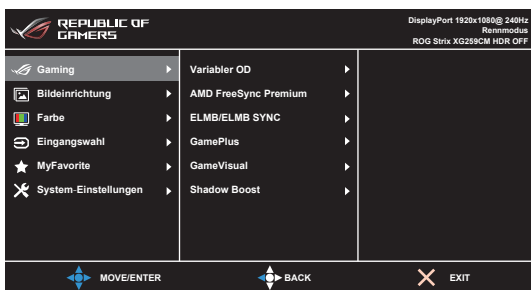 REPUBLIC OF
GAMERS
DisplayPort 1920x1080@ 240Hz
Rennmodus
ROG Strix XG259CM HDR OFF
Gaming
Bildeinrichtung
Farbe
Eingangswahl
MyFavorite
System-Einstellungen
Variabler OD
AMD FreeSync Premium
ELMB/ELMB SYNC
GamePlus
GameVisual
Shadow Boost
MOVE/ENTER
BACK
EXIT